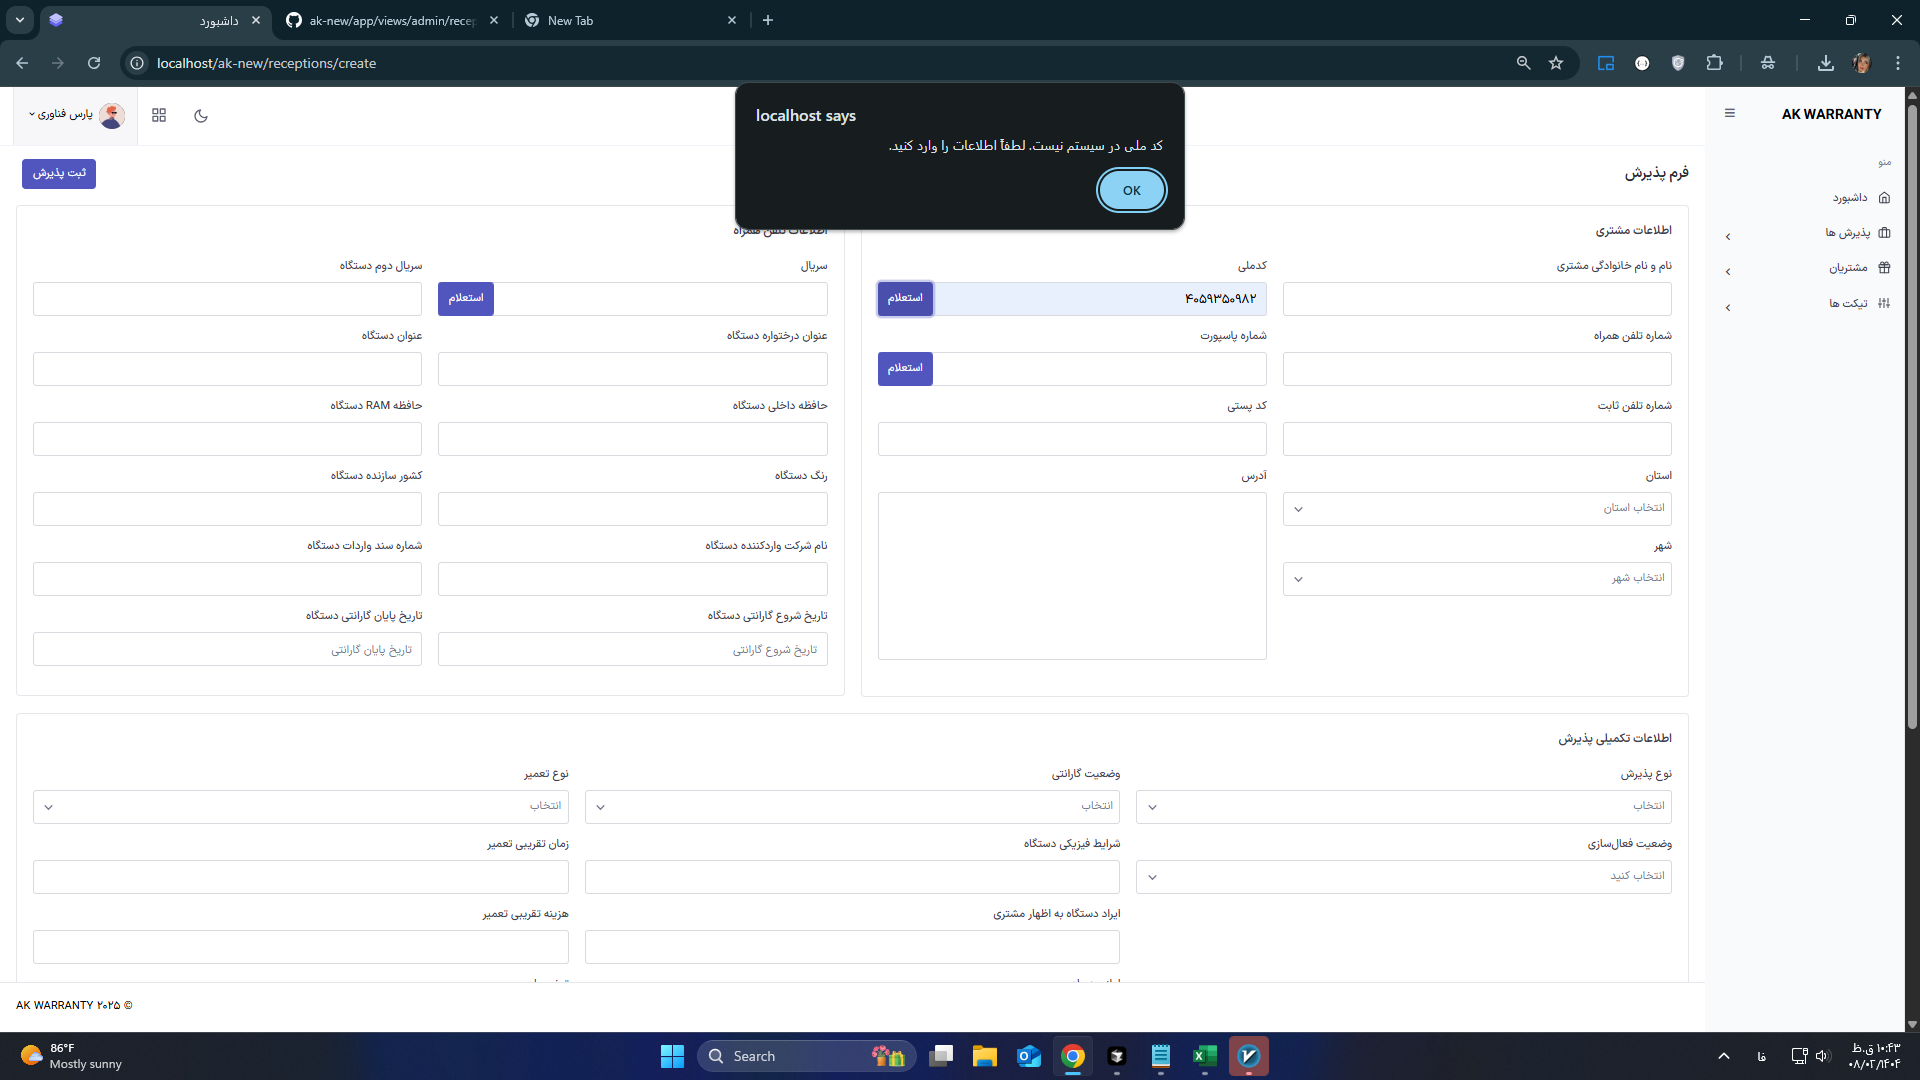 داشبورد
ak-new/app/views/admin/recep
New Tab
localhost/ak-new/receptions/create
localhost says
کد ملی در سیستم نیست. لطفاً اطلاعات را وارد کنید.
OK
AK WARRANTY
منو
داشبورد
پذیرش ها
مشتریان
تیکت ها
پارس فناوری
فرم پذیرش
ثبت پذیرش
اطلاعات مشتری
نام و نام خانوادگی مشتری
کدملی
۴۰۵۹۳۵۰۹۸۲
استعلام
شماره تلفن همراه
شماره پاسپورت
استعلام
شماره تلفن ثابت
کد پستی
استان
انتخاب استان
آدرس
شهر
انتخاب شهر
اطلاعات تلفن همراه
سریال
استعلام
سریال دوم دستگاه
عنوان درختواره دستگاه
عنوان دستگاه
حافظه داخلی دستگاه
حافظه RAM دستگاه
رنگ دستگاه
کشور سازنده دستگاه
نام شرکت واردکننده دستگاه
شماره سند واردات دستگاه
تاریخ شروع گارانتی دستگاه
تاریخ شروع گارانتی
تاریخ پایان گارانتی دستگاه
تاریخ پایان گارانتی
اطلاعات تکمیلی پذیرش
نوع پذیرش
انتخاب
وضعیت گارانتی
انتخاب
نوع تعمیر
انتخاب
وضعیت فعال‌سازی
انتخاب کنید
شرایط فیزیکی دستگاه
زمان تقریبی تعمیر
ایراد دستگاه به اظهار مشتری
هزینه تقریبی تعمیر
AK WARRANTY ۲۰۲۵ ©
86°F
Mostly sunny
Search
فا
۱۰:۴۳ ق.ظ
۰۸/۰۲/۱۴۰۴